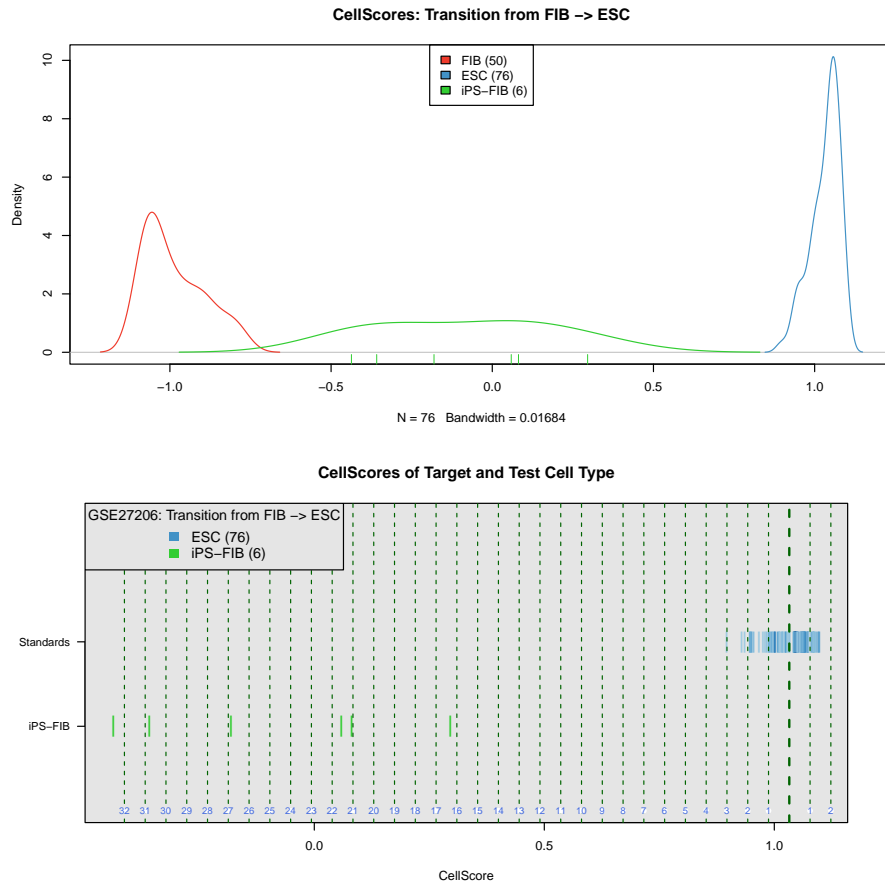 CellScores: Transition from FIB −> ESC
FIB (50)
ESC (76)
iPS−FIB (6)
Density
10
8
6
4
2
0
−1.0 −0.5 0.0 0.5 1.0
N = 76 Bandwidth = 0.01684
CellScores of Target and Test Cell Type
GSE27206: Transition from FIB −> ESC
ESC (76)
iPS−FIB (6)
Standards
iPS−FIB
32 31 30 29 28 27 26 25 24 23 22 21 20 19 18 17 16 15 14 13 12 11 10 9 8 7 6 5 4 3 2 1 1 2
0.0 0.5 1.0
CellScore